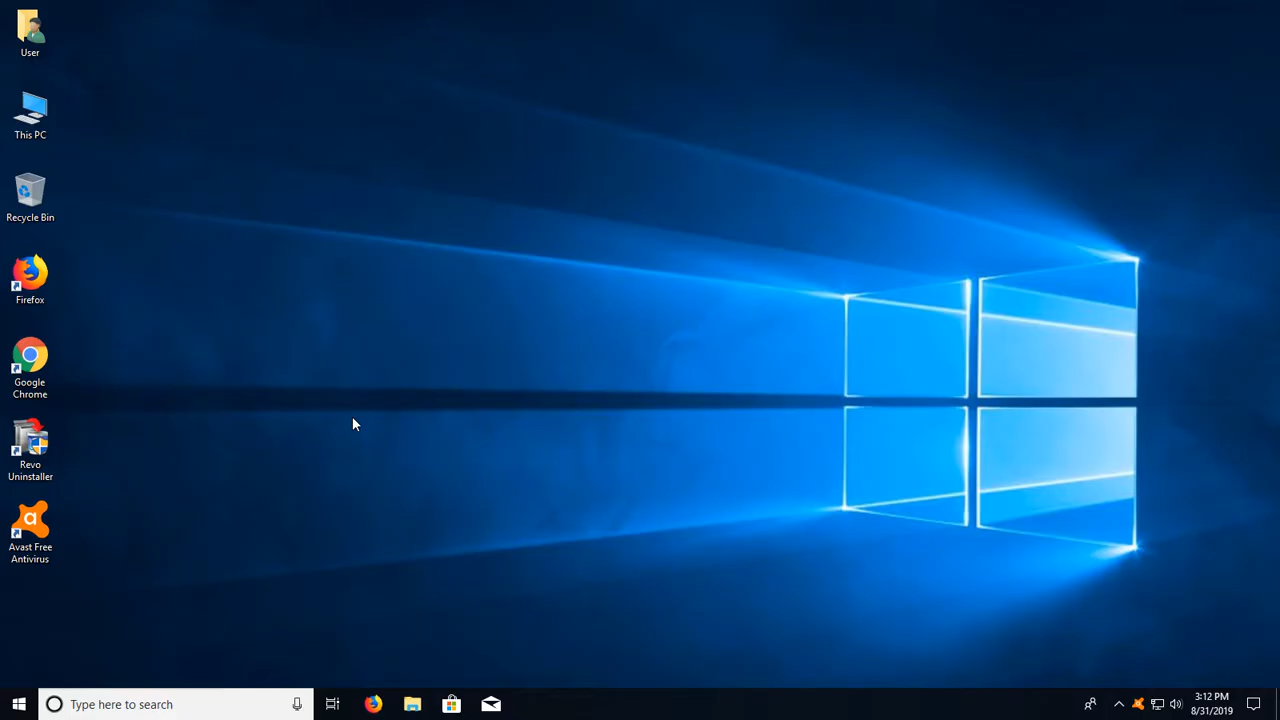 User
This PC
Recycle Bin
Firefox
Google
Chrome
Revo
Uninstaller
Avast Free
Antivirus
Type here to search
3:12 PM
8/31/2019